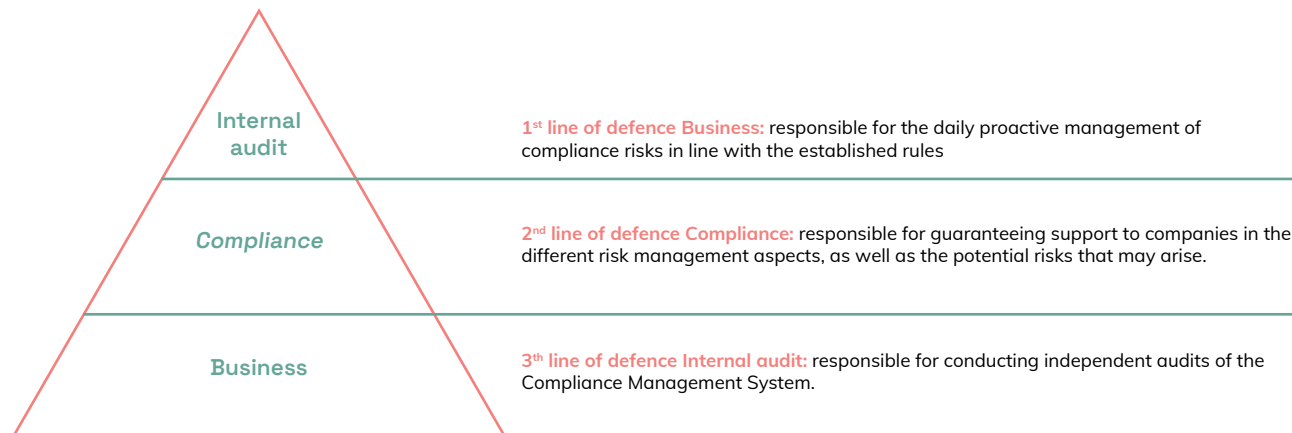 Internal
audit
1st line of defence Business: responsible for the daily proactive management of
compliance risks in line with the established rules
Compliance
2nd line of defence Compliance: responsible for guaranteeing support to companies in the
different risk management aspects, as well as the potential risks that may arise.
Business
3th line of defence Internal audit: responsible for conducting independent audits of the
Compliance Management System.